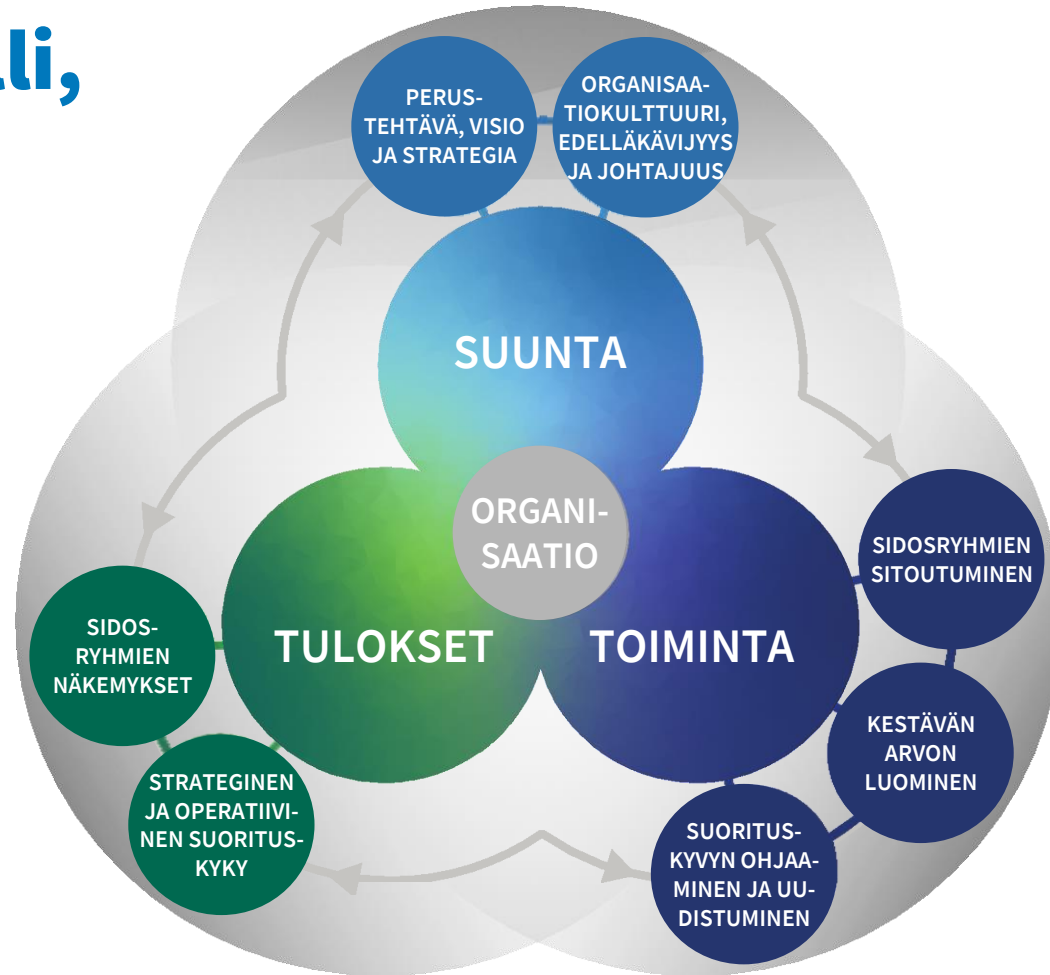 lli,
PERUS-
TEHTÄVÄ, VISIO
JA STRATEGIA
ORGANISAA-
TIOKULTTUURI,
EDELLÄKÄVIJYYS
JA JOHTAJUUS
SUUNTA
ORGANI-
SAATIO
TULOKSET
TOIMINTA
SIDOSRYHMIEN
SITOUTUMINEN
KESTÄVÄN
ARVON
LUOMINEN
SUORITUS-
KYVYN OHJAA-
MINEN JA UU-
DISTUMINEN
SIDOS-
RYHMIEN
NÄKEMYKSET
STRATEGINEN
JA OPERATIIVI-
NEN SUORITUS-
KYKY